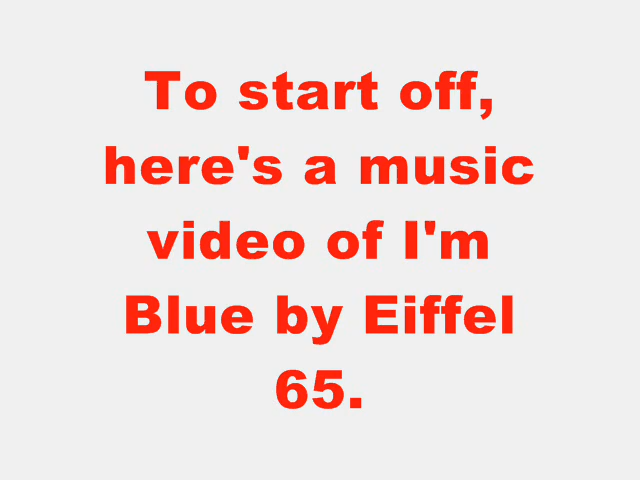 To start off,
here's a music
video of I'm
Blue by Eiffel
65.